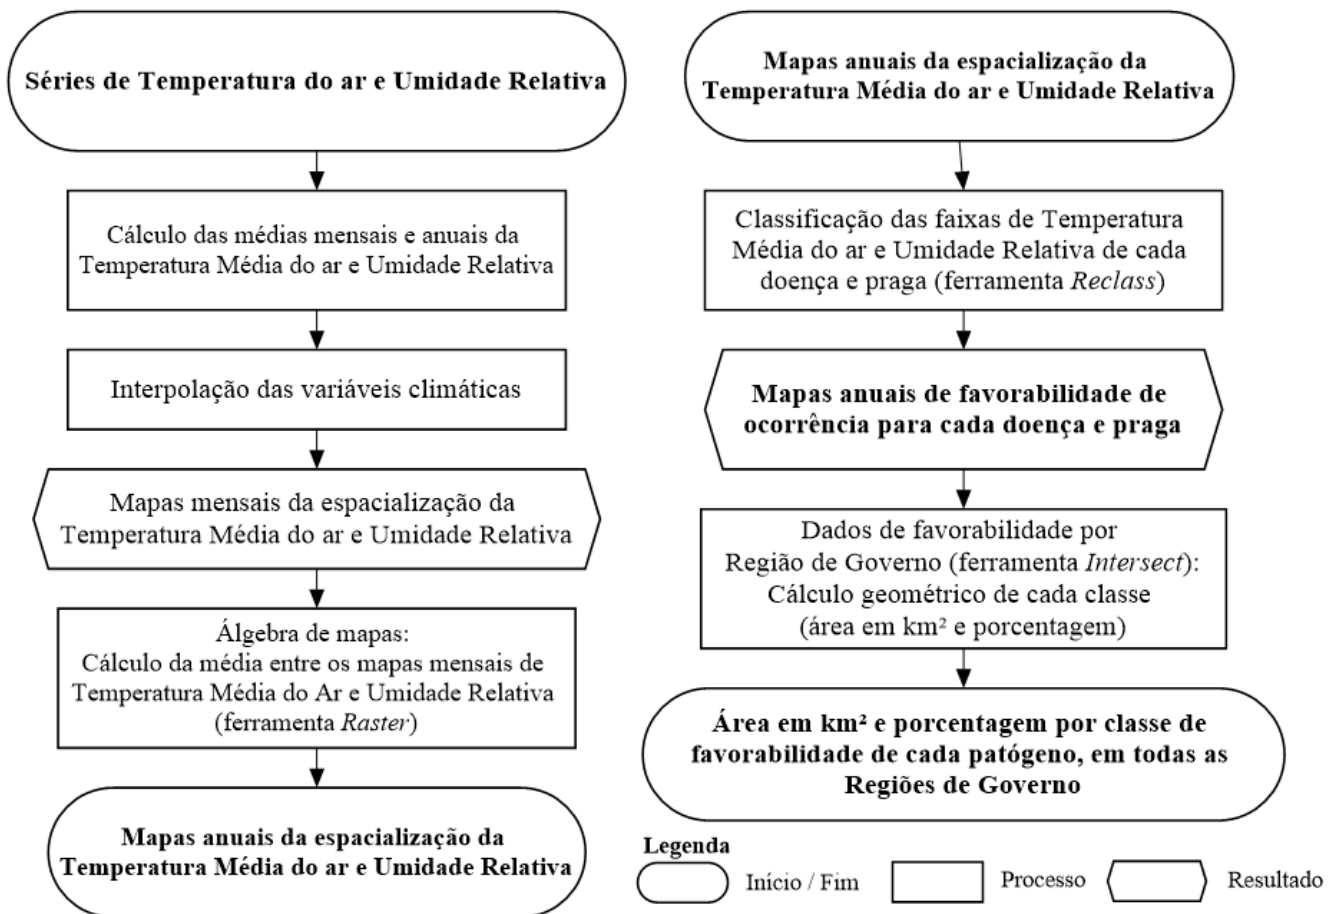 Séries de Temperatura do ar e Umidade Relativa
Cálculo das médias mensais e anuais da
Temperatura Média do ar e Umidade Relativa
Interpolação das variáveis climáticas
Mapas mensais da espacialização da
Temperatura Média do ar e Umidade Relativa
Álgebra de mapas:
Cálculo da média entre os mapas mensais de
Temperatura Média do Ar e Umidade Relativa
(ferramenta Raster)
Mapas anuais da espacialização da
Temperatura Média do ar e Umidade Relativa
Mapas anuais da espacialização da
Temperatura Média do ar e Umidade Relativa
Classificação das faixas de Temperatura
Média do ar e Umidade Relativa de cada
doença e praga (ferramenta Reclass)
Mapas anuais de favorabilidade de
ocorrência para cada doença e praga
Dados de favorabilidade por
Região de Governo (ferramenta Intersect):
Cálculo geométrico de cada classe
(área em km² e porcentagem)
Área em km² e porcentagem por classe de
favorabilidade de cada patógeno, em todas as
Regiões de Governo
Legenda
Início / Fim
Processo
Resultado